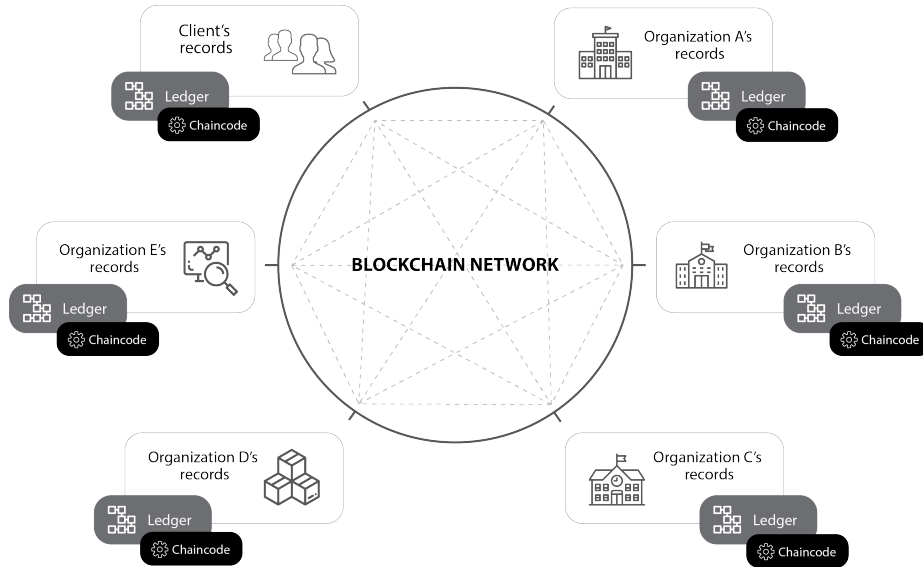 Client's
records
Ledger
Chaincode
Organization A's
records
Ledger
Chaincode
Organization E's
records
Ledger
Chaincode
BLOCKCHAIN NETWORK
Organization B's
records
Ledger
Chaincode
Organization D's
records
Ledger
Chaincode
Organization C's
records
Ledger
Chaincode